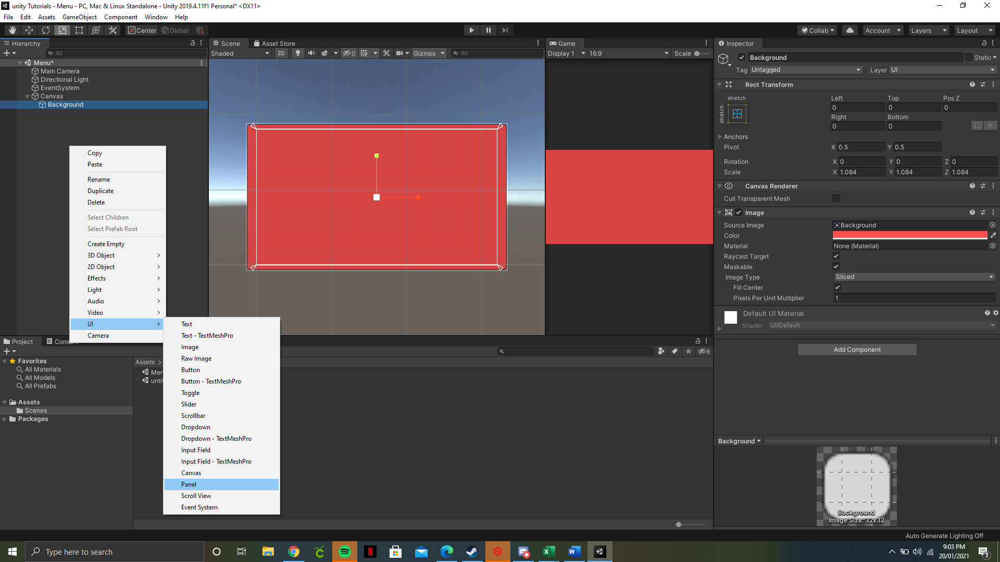 unity Tutorials - Menu - PC, Mac & Linux Standalone - Unity 2019.4.11f1 Personal* <DX11>
File Edit Assets GameObject Component Window Help
Center Global Collab Account Layers Layout
Hierarchy
All
Menu*
Main Camera
Directional Light
EventSystem
Canvas
Background
Copy
Paste
Rename
Duplicate
Delete
Select Children
Select Prefab Root
Create Empty
3D Object
2D Object
Effects
Light
Audio
Video
UI
Camera
Text
Text - TextMeshPro
Image
Raw Image
Button
Button - TextMeshPro
Toggle
Slider
Scrollbar
Dropdown
Dropdown - TextMeshPro
Input Field
Input Field - TextMeshPro
Canvas
Panel
Scroll View
Event System
Scene Asset Store
Shaded 2D 0 Gizmos All
Game
Display 1 16:9 Scale
Inspector
Background Static
Tag Untagged Layer UI
Rect Transform
stretch
stretch
Left Top Pos Z
0 0 0
Right Bottom
0 0 R
Anchors
Pivot X 0.5 Y 0.5
Rotation X 0 Y 0 Z 0
Scale X 1.084 Y 1.084 Z 1.084
Canvas Renderer
Cull Transparent Mesh
Image
Source Image Background
Color
Material None (Material)
Raycast Target
Maskable
Image Type Sliced
Fill Center
Pixels Per Unit Multiplier 1
Default UI Material
Shader UI/Default
Add Component
Background
Background
Image Size: 32x32
Project
8
Favorites
All Materials
All Models
All Prefabs
Assets
Scenes
Packages
Assets
Auto Generate Lighting Off
Type here to search
9:03 PM
20/01/2021
3